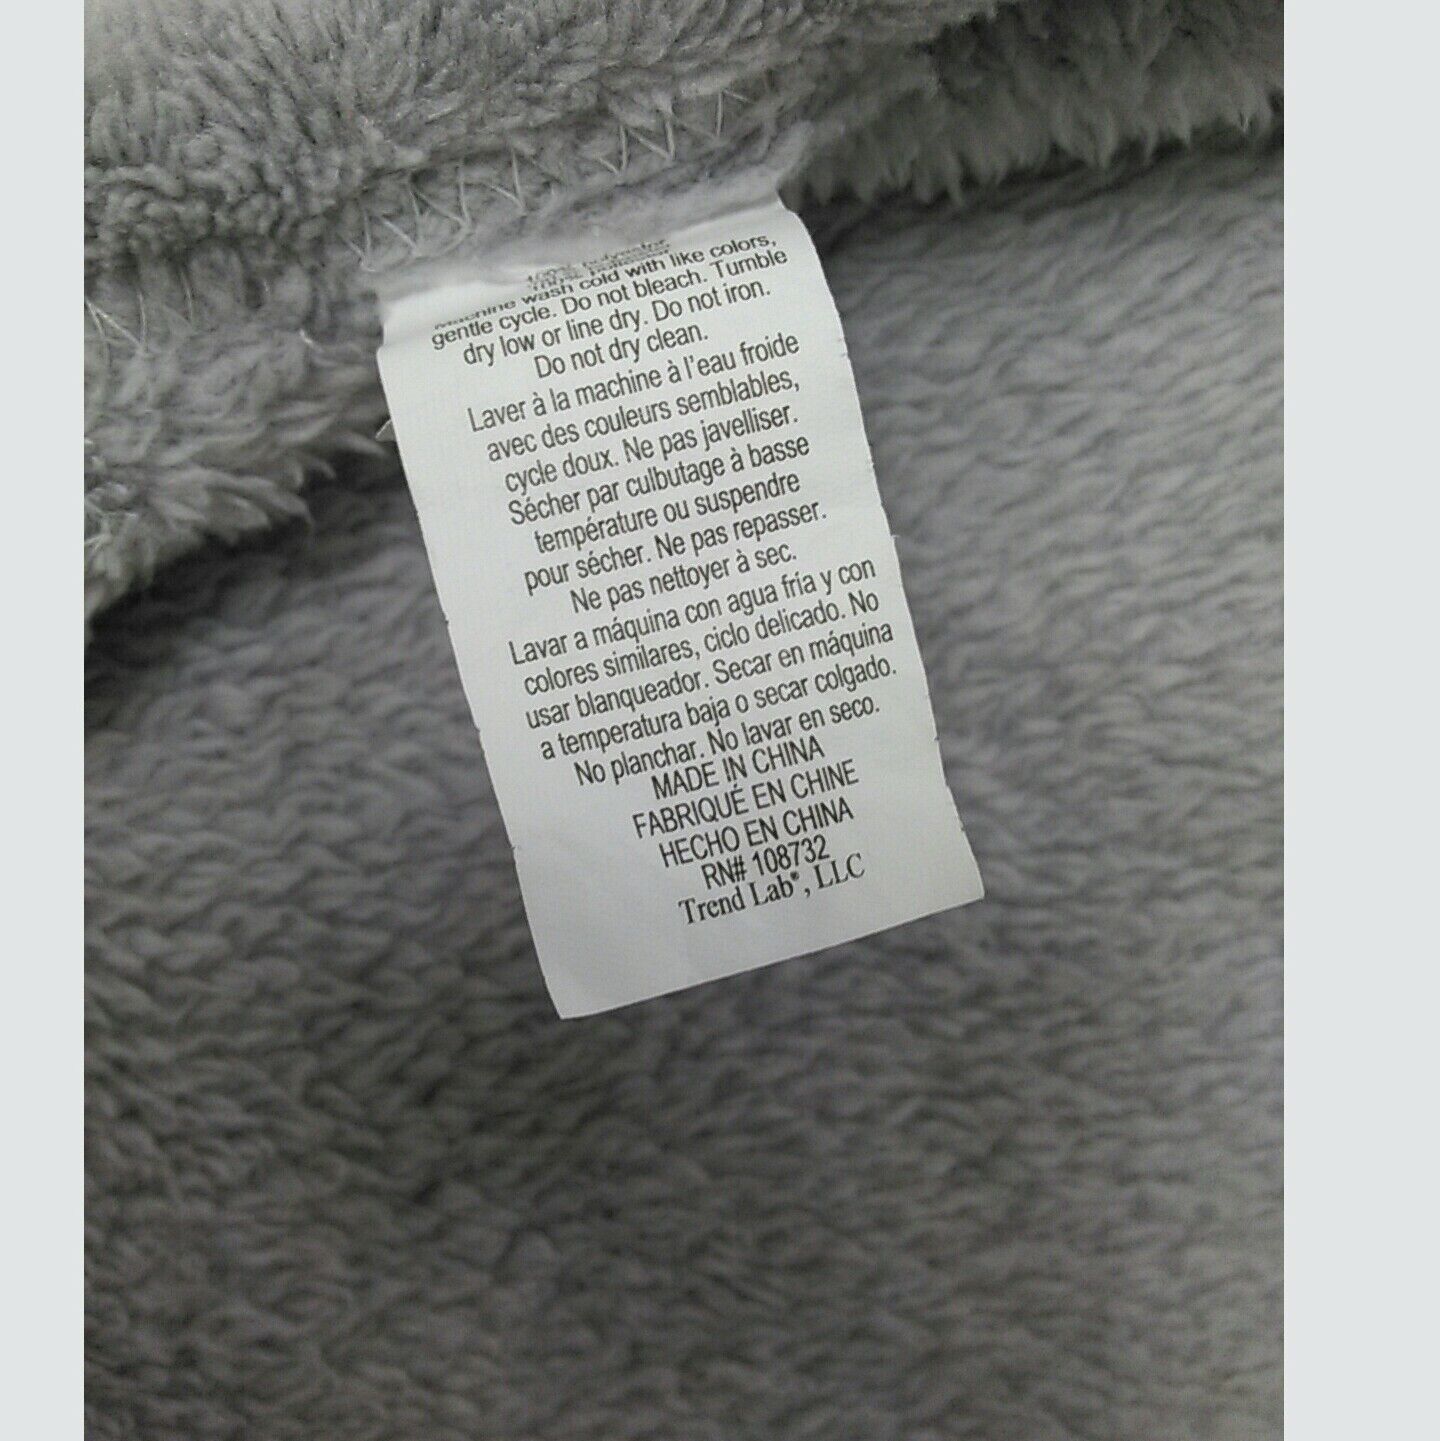 100% polyester
Machine wash cold with like colors,
gentle cycle. Do not bleach. Tumble
dry low or line dry. Do not iron.
Do not dry clean.
Laver à la machine à l'eau froide
avec des couleurs semblables,
cycle doux. Ne pas javelliser.
Sécher par culbutage à basse
température ou suspendre
pour sécher. Ne pas repasser.
Ne pas nettoyer à sec.
Lavar a máquina con agua fria y con
colores similares, ciclo delicado. No
usar blanqueador. Secar en máquina
a temperatura baja o secar colgado.
No planchar. No lavar en seco.
MADE IN CHINA
FABRIQUÉ EN CHINE
HECHO EN CHINA
RN# 108732
Trend Lab®, LLC